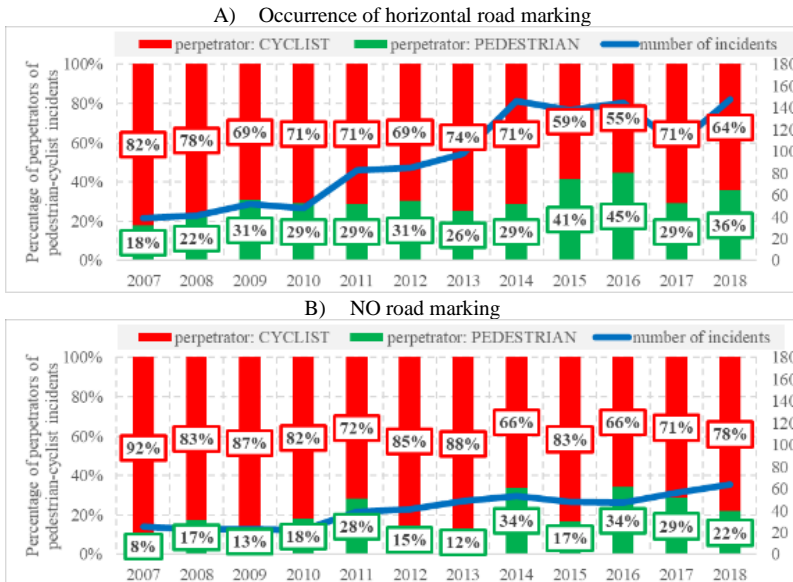 A) Occurrence of horizontal road marking
perpetrator: CYCLIST perpetrator: PEDESTRIAN number of incidents
Percentage of perpetrators of
pedestrian-cyclist incidents
100% 180
160
80% 140
120
60% 100
40% 80
60
20% 40
20
0% 0
82% 78% 69% 71% 71% 69% 74% 71% 59% 55% 71% 64%
18% 22% 31% 29% 29% 31% 26% 29% 41% 45% 29% 36%
2007 2008 2009 2010 2011 2012 2013 2014 2015 2016 2017 2018
B) NO road marking
perpetrator: CYCLIST perpetrator: PEDESTRIAN number of incidents
Percentage of perpetrators of
pedestrian-cyclist incidents
100% 180
160
80% 140
120
60% 100
40% 80
60
20% 40
20
0% 0
92% 83% 87% 82% 72% 85% 88% 66% 83% 66% 71% 78%
8% 17% 13% 18% 28% 15% 12% 34% 17% 34% 29% 22%
2007 2008 2009 2010 2011 2012 2013 2014 2015 2016 2017 2018